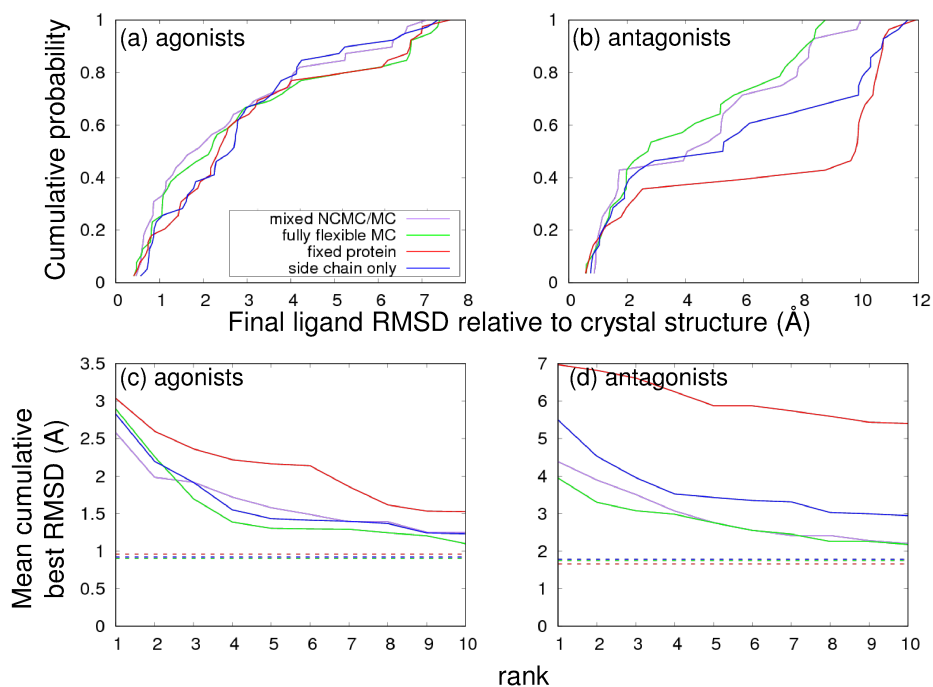 (a) agonists
(b) antagonists
Cumulative probability
1
0.8
0.6
0.4
0.2
0
mixed NCMC/MC
fully flexible MC
fixed protein
side chain only
0 1 2 3 4 5 6 7 8
1
0.8
0.6
0.4
0.2
0
0 2 4 6 8 10 12
Final ligand RMSD relative to crystal structure (Å)
(c) agonists
(d) antagonists
Mean cumulative
best RMSD (A)
3.5
3
2.5
2
1.5
1
0.5
0
1 2 3 4 5 6 7 8 9 10
7
6
5
4
3
2
1
0
1 2 3 4 5 6 7 8 9 10
rank